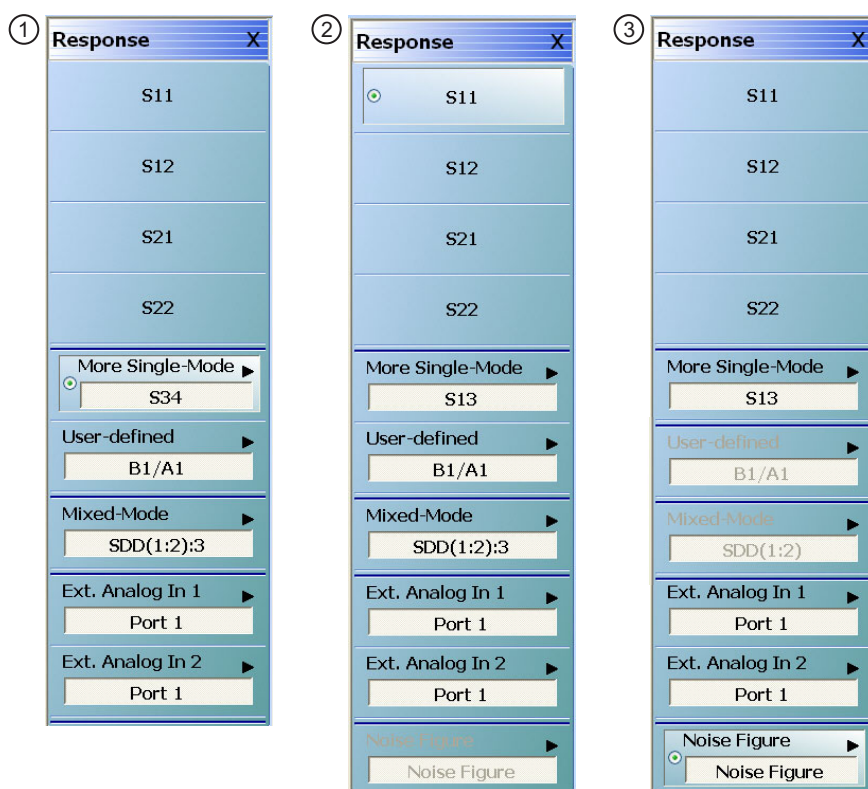 ①
Response X
S11
S12
S21
S22
More Single-Mode
S34
User-defined
B1/A1
Mixed-Mode
SDD(1:2):3
Ext. Analog In 1
Port 1
Ext. Analog In 2
Port 1
②
Response X
S11
S12
S21
S22
More Single-Mode
S13
User-defined
B1/A1
Mixed-Mode
SDD(1:2):3
Ext. Analog In 1
Port 1
Ext. Analog In 2
Port 1
Noise Figure
Noise Figure
③
Response X
S11
S12
S21
S22
More Single-Mode
S13
User-defined
B1/A1
Mixed-Mode
SDD(1:2)
Ext. Analog In 1
Port 1
Ext. Analog In 2
Port 1
Noise Figure
Noise Figure